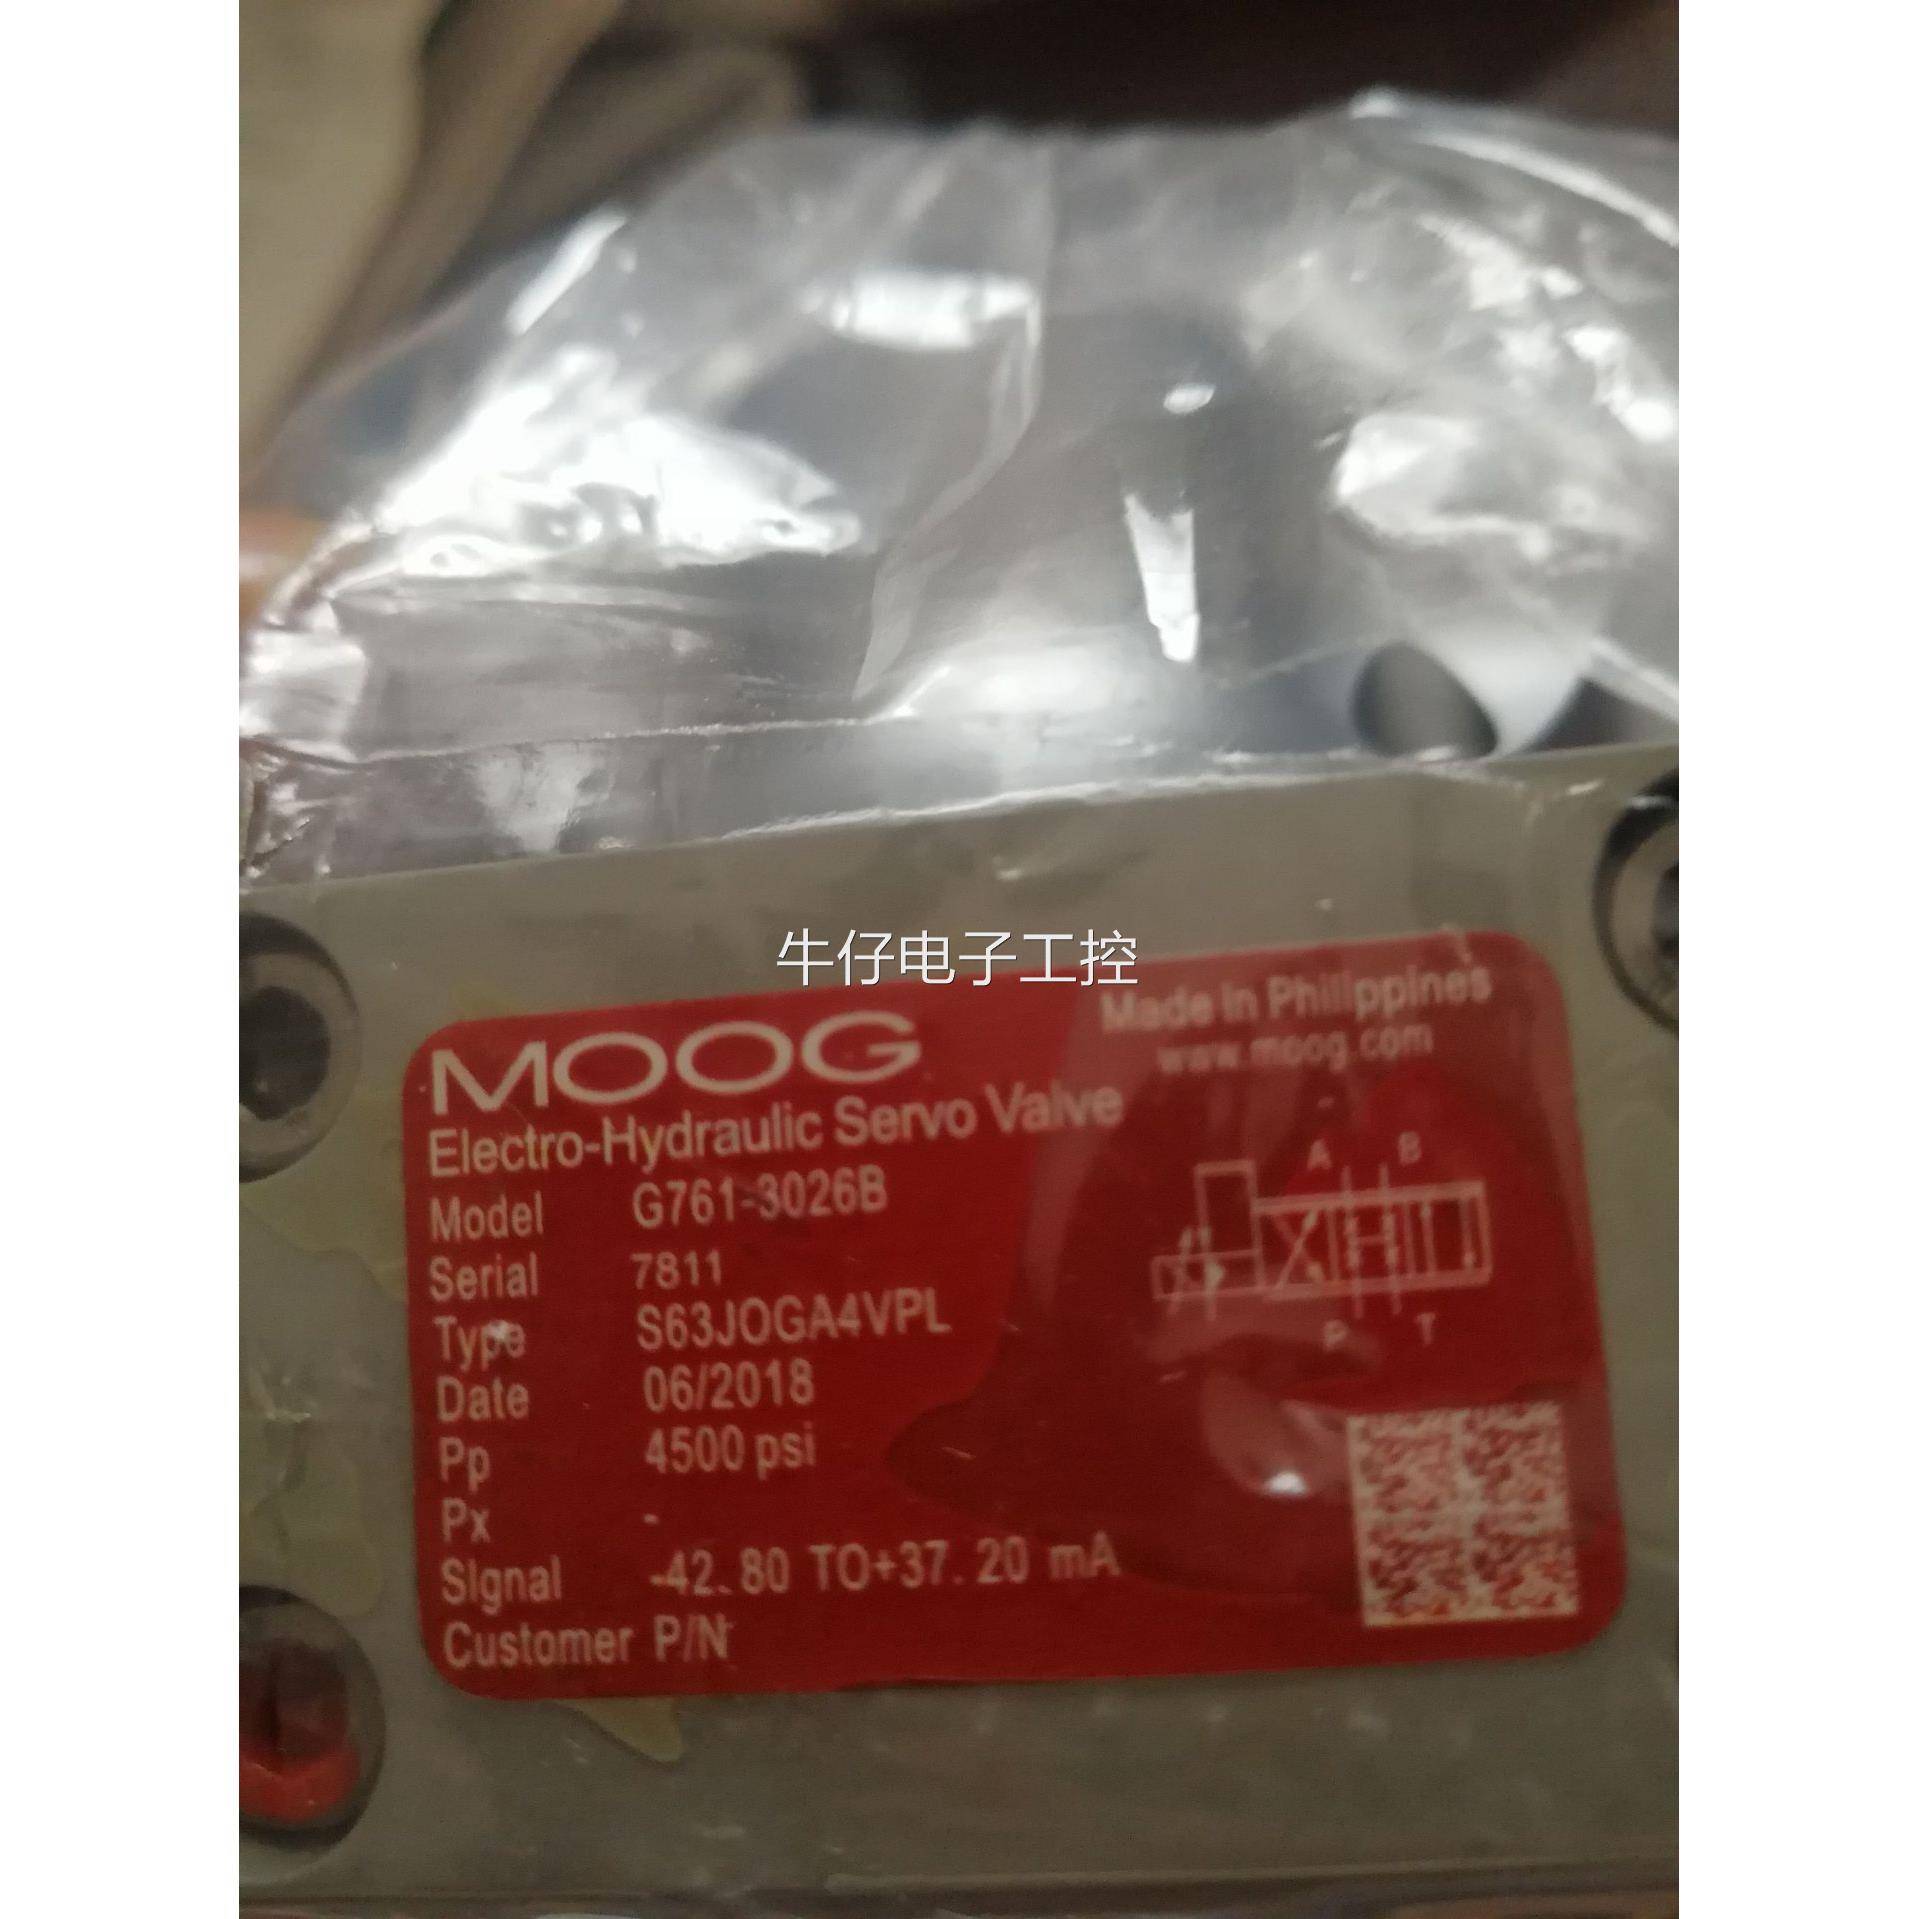 牛仔电子工控
MOOG
Made in Philippines
www.moog.com
Electro-Hydraulic Servo Valve
Model G761-3026B
Serial 7811
Type S63JOGA4VPL
Date 06/2018
Pp 4500 psi
Px -
Signal -42.80 TO+37.20 mA
Customer P/N
A B
P T